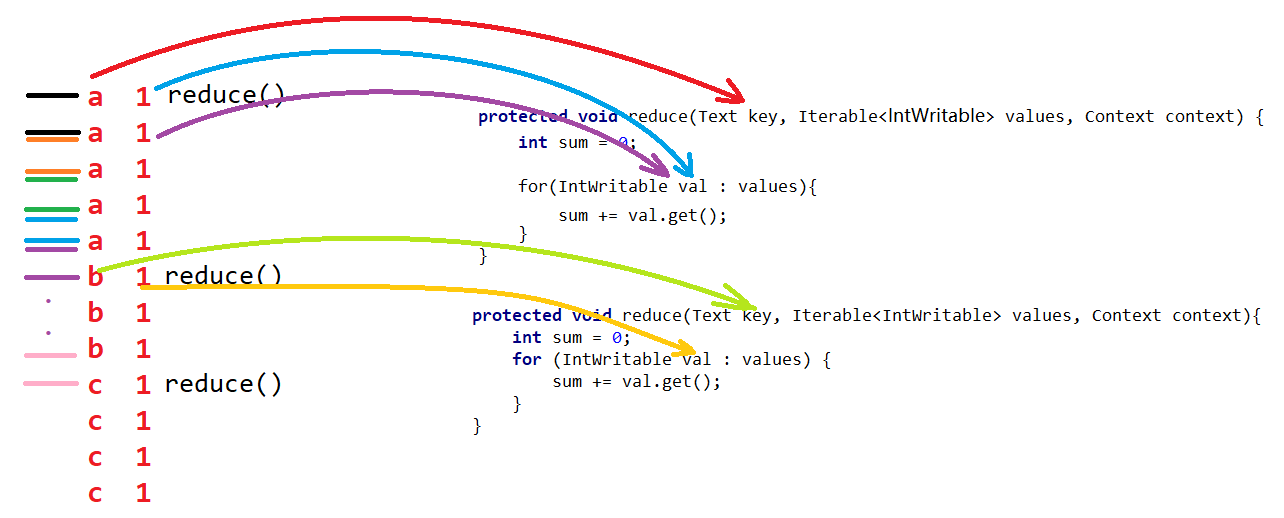 a 1 reduce()
a 1
a 1
a 1
a 1
b 1 reduce()
b 1
b 1
c 1 reduce()
c 1
c 1
c 1
protected void reduce(Text key, Iterable<IntWritable> values, Context context) {
int sum = 0;
for(IntWritable val : values){
sum += val.get();
}
}
protected void reduce(Text key, Iterable<IntWritable> values, Context context){
int sum = 0;
for (IntWritable val : values) {
sum += val.get();
}
}